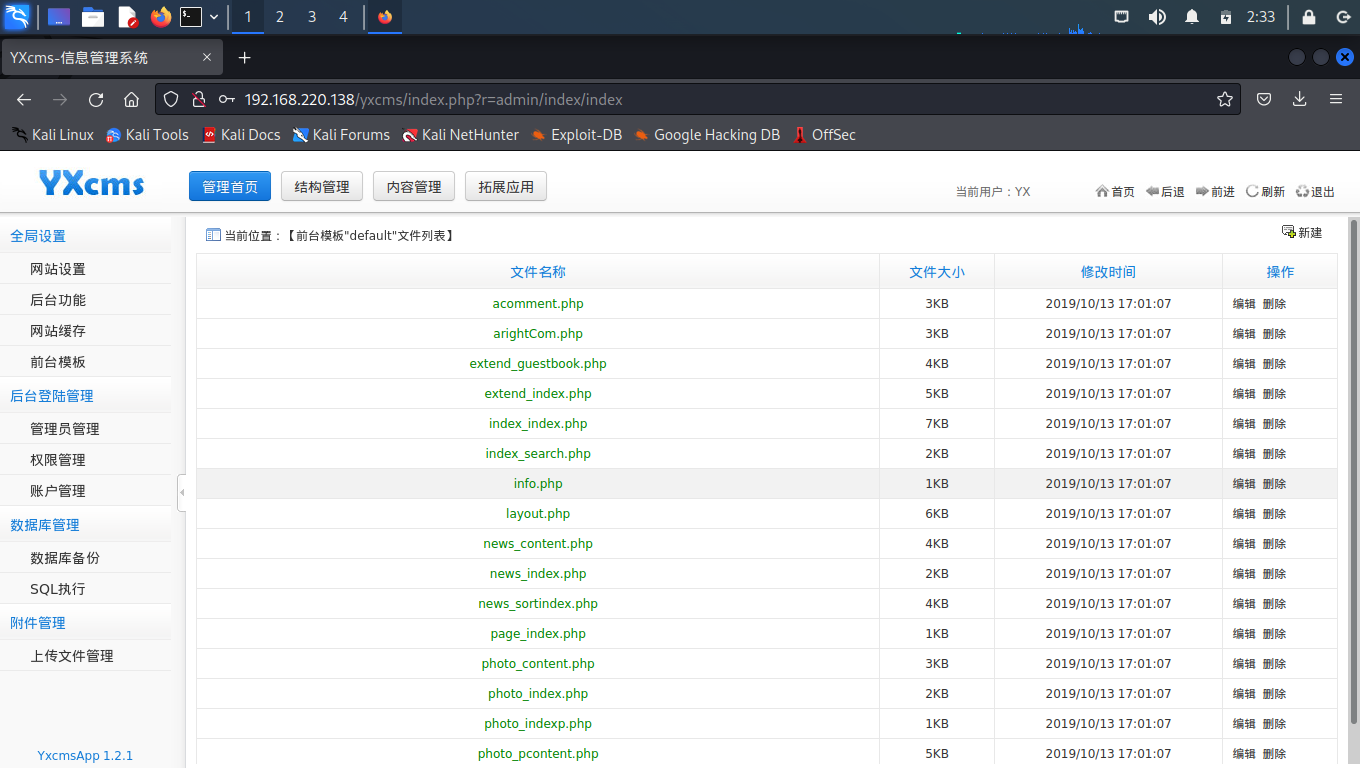 1 2 3 4 2:33
YXcms-信息管理系统
192.168.220.138/yxcms/index.php?r=admin/index/index
Kali Linux Kali Tools Kali Docs Kali Forums Kali NetHunter Exploit-DB Google Hacking DB OffSec
YXcms 管理首页 结构管理 内容管理 拓展应用 当前用户：YX 首页 后退 前进 刷新 退出
全局设置
网站设置
后台功能
网站缓存
前台模板
后台登陆管理
管理员管理
权限管理
账户管理
数据库管理
数据库备份
SQL执行
附件管理
上传文件管理
YxcmsApp 1.2.1
当前位置：【前台模板"default"文件列表】 新建
文件名称 文件大小 修改时间 操作
acomment.php 3KB 2019/10/13 17:01:07 编辑 删除
arightCom.php 3KB 2019/10/13 17:01:07 编辑 删除
extend_guestbook.php 4KB 2019/10/13 17:01:07 编辑 删除
extend_index.php 5KB 2019/10/13 17:01:07 编辑 删除
index_index.php 7KB 2019/10/13 17:01:07 编辑 删除
index_search.php 2KB 2019/10/13 17:01:07 编辑 删除
info.php 1KB 2019/10/13 17:01:07 编辑 删除
layout.php 6KB 2019/10/13 17:01:07 编辑 删除
news_content.php 4KB 2019/10/13 17:01:07 编辑 删除
news_index.php 2KB 2019/10/13 17:01:07 编辑 删除
news_sortindex.php 4KB 2019/10/13 17:01:07 编辑 删除
page_index.php 1KB 2019/10/13 17:01:07 编辑 删除
photo_content.php 3KB 2019/10/13 17:01:07 编辑 删除
photo_index.php 2KB 2019/10/13 17:01:07 编辑 删除
photo_indexp.php 1KB 2019/10/13 17:01:07 编辑 删除
photo_pcontent.php 5KB 2019/10/13 17:01:07 编辑 删除